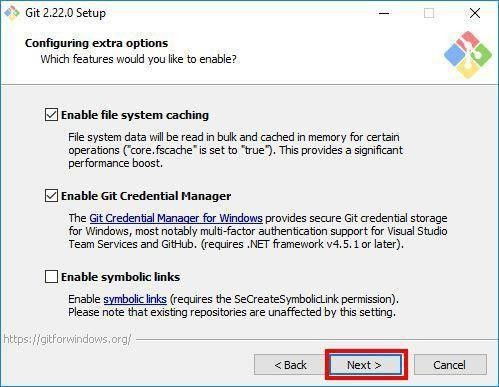 Git 2.22.0 Setup
Configuring extra options
Which features would you like to enable?
Enable file system caching
File system data will be read in bulk and cached in memory for certain
operations ("core.fscache" is set to "true"). This provides a significant
performance boost.
Enable Git Credential Manager
The Git Credential Manager for Windows provides secure Git credential storage
for Windows, most notably multi-factor authentication support for Visual Studio
Team Services and GitHub. (requires .NET framework v4.5.1 or later).
Enable symbolic links
Enable symbolic links (requires the SeCreateSymbolicLink permission).
Please note that existing repositories are unaffected by this setting.
https://gitforwindows.org/
< Back Next > Cancel